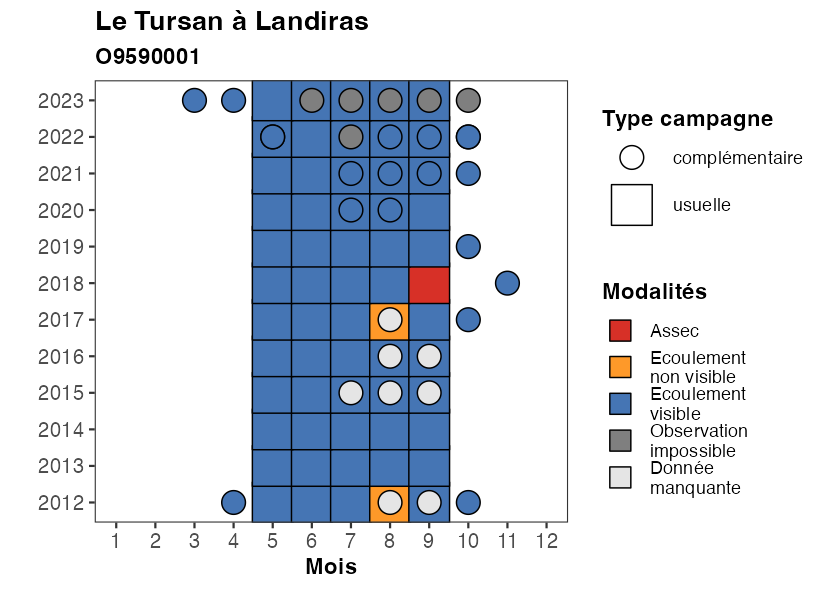 Le Tursan à Landiras
O9590001
2023
2022
2021
2020
2019
2018
2017
2016
2015
2014
2013
2012
1 2 3 4 5 6 7 8 9 10 11 12
Mois
Type campagne
complémentaire
usuelle
Modalités
Assec
Ecoulement
non visible
Ecoulement
visible
Observation
impossible
Donnée
manquante